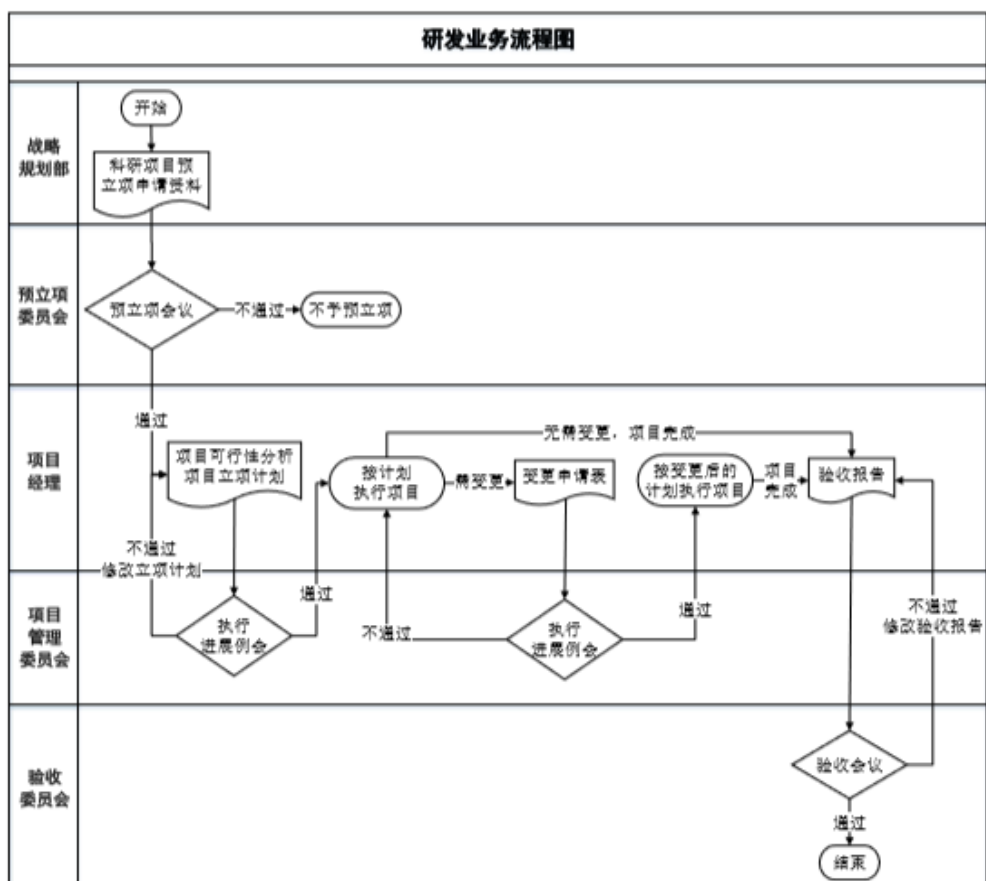 研发业务流程图
战略
规划部
开始
科研项目预
立项申请资料
预立项
委员会
预立项会议
不通过
不予预立项
项目
经理
通过
项目可行性分析
项目立项计划
不通过
修改立项计划
按计划
执行项目
无需变更，项目完成
需变更
变更申请表
按变更后的
计划执行项目
项目
完成
验收报告
项目
管理
委员会
执行
进展例会
通过
不通过
执行
进展例会
通过
不通过
修改验收报告
验收
委员会
验收会议
通过
结束